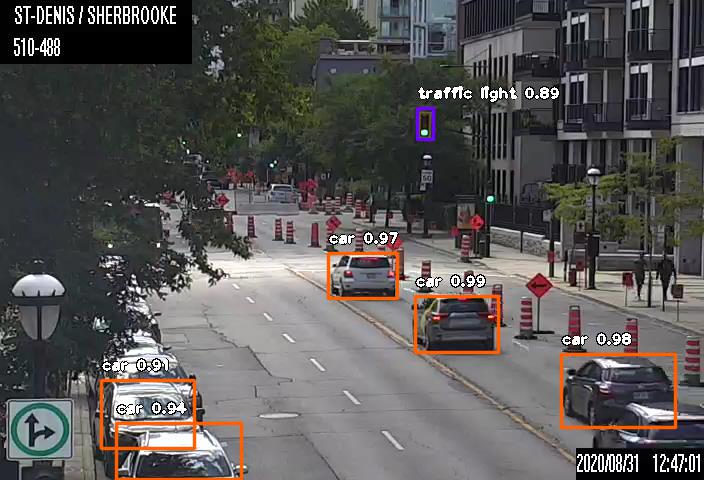 ST-DENIS / SHERBROOKE
510-488
traffic light 0.89
50
car 0.97
car 0.99
car 0.98
car 0.91
car 0.94
2020/08/31 12:47:01